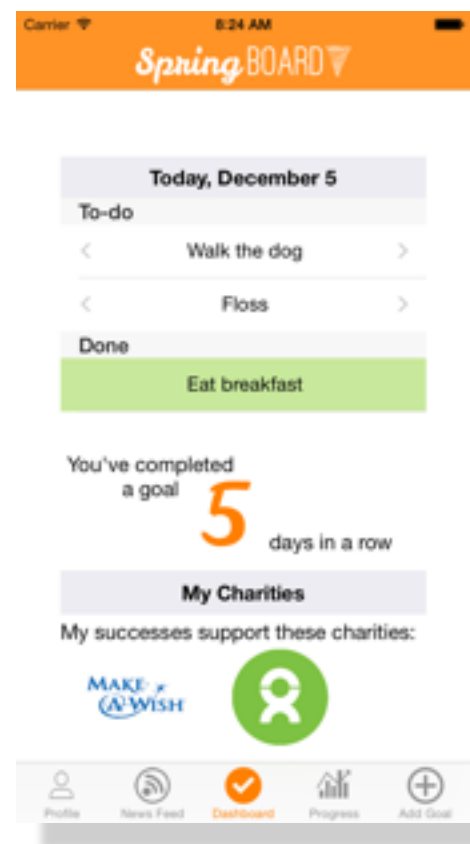 Carrier 8:24 AM
Spring BOARD
Today, December 5
To-do
Walk the dog
Floss
Done
Eat breakfast
You've completed
a goal
5
days in a row
My Charities
My successes support these charities:
MAKE-
A-WISH
Profile News Feed Dashboard Progress Add Goal